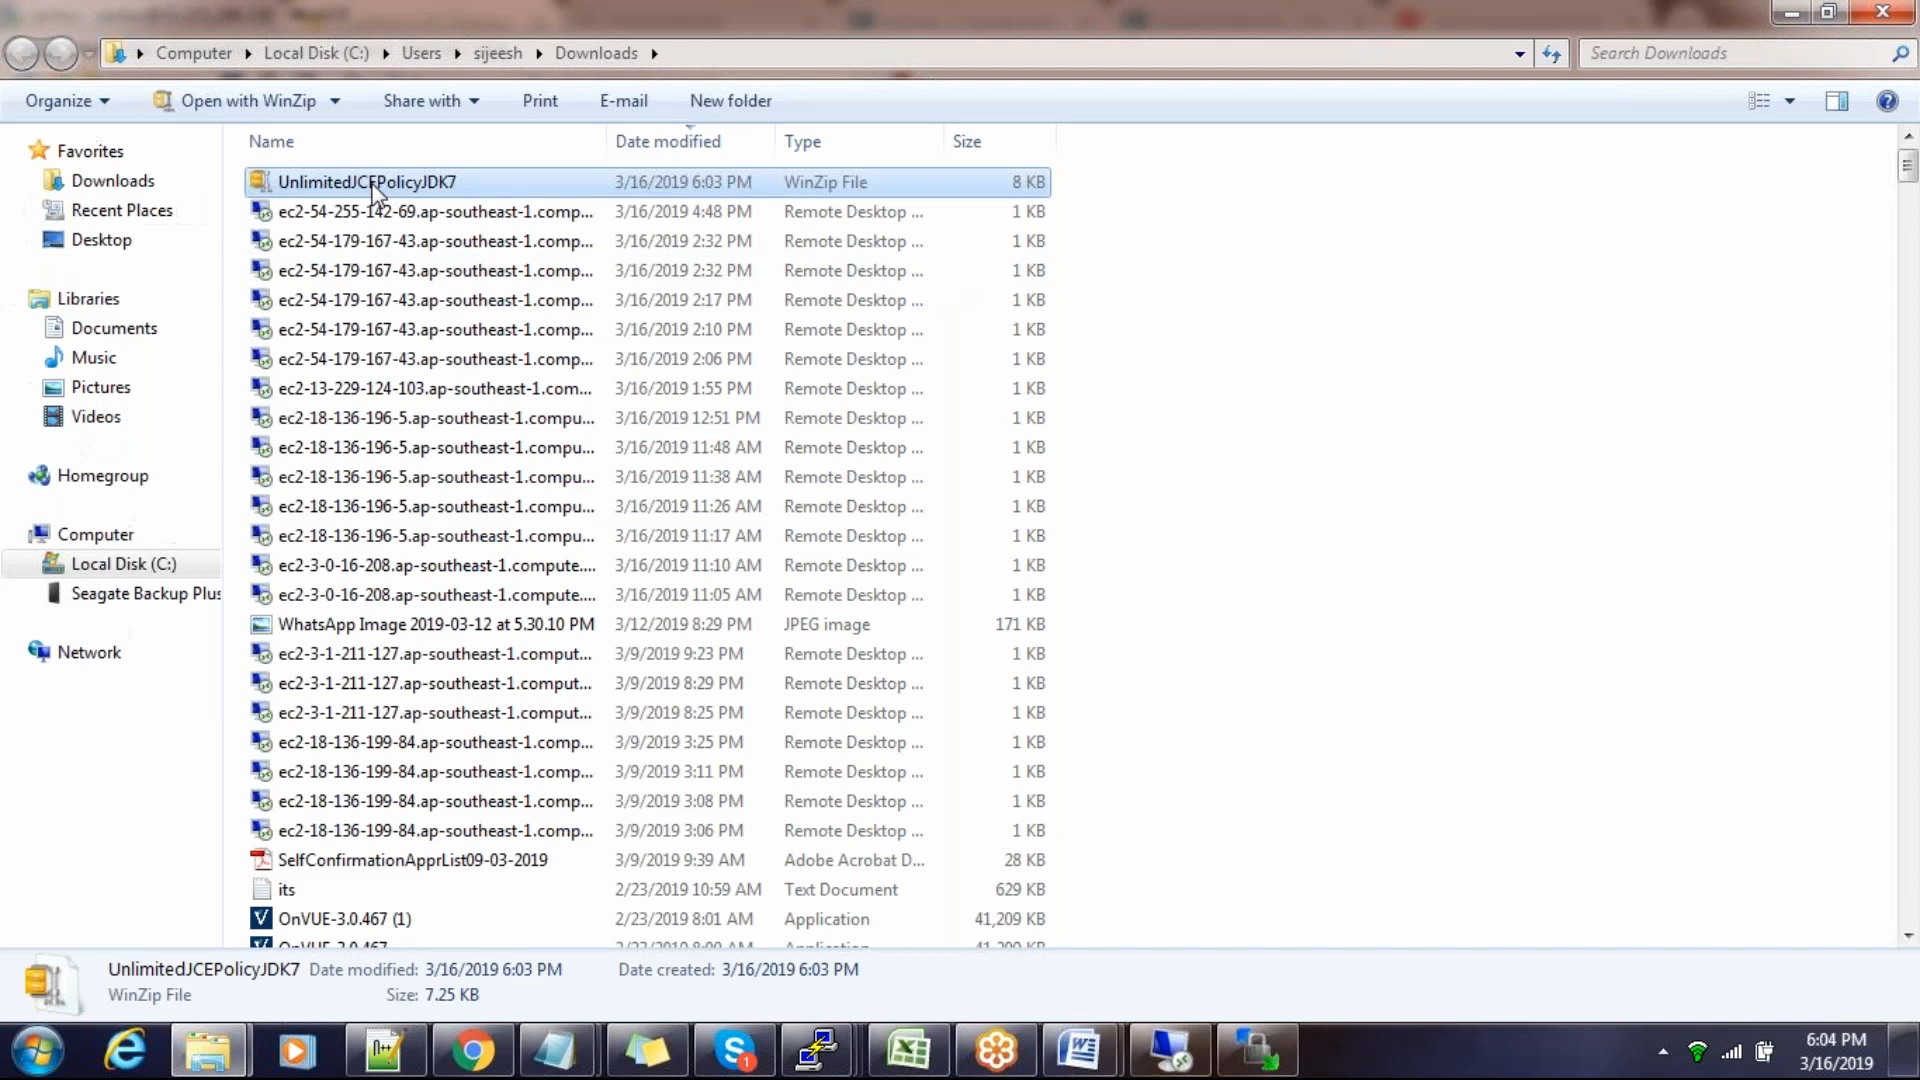 Computer Local Disk (C:) Users sijeesh Downloads Search Downloads
Organize Open with WinZip Share with Print E-mail New folder
Favorites
Downloads
Recent Places
Desktop
Libraries
Documents
Music
Pictures
Videos
Homegroup
Computer
Local Disk (C:)
Seagate Backup Plus
Network
Name Date modified Type Size
UnlimitedJCEPolicyJDK7 3/16/2019 6:03 PM WinZip File 8 KB
ec2-54-255-142-69.ap-southeast-1.comp... 3/16/2019 4:48 PM Remote Desktop ... 1 KB
ec2-54-179-167-43.ap-southeast-1.comp... 3/16/2019 2:32 PM Remote Desktop ... 1 KB
ec2-54-179-167-43.ap-southeast-1.comp... 3/16/2019 2:32 PM Remote Desktop ... 1 KB
ec2-54-179-167-43.ap-southeast-1.comp... 3/16/2019 2:17 PM Remote Desktop ... 1 KB
ec2-54-179-167-43.ap-southeast-1.comp... 3/16/2019 2:10 PM Remote Desktop ... 1 KB
ec2-54-179-167-43.ap-southeast-1.comp... 3/16/2019 2:06 PM Remote Desktop ... 1 KB
ec2-13-229-124-103.ap-southeast-1.com... 3/16/2019 1:55 PM Remote Desktop ... 1 KB
ec2-18-136-196-5.ap-southeast-1.compu... 3/16/2019 12:51 PM Remote Desktop ... 1 KB
ec2-18-136-196-5.ap-southeast-1.compu... 3/16/2019 11:48 AM Remote Desktop ... 1 KB
ec2-18-136-196-5.ap-southeast-1.compu... 3/16/2019 11:38 AM Remote Desktop ... 1 KB
ec2-18-136-196-5.ap-southeast-1.compu... 3/16/2019 11:26 AM Remote Desktop ... 1 KB
ec2-18-136-196-5.ap-southeast-1.compu... 3/16/2019 11:17 AM Remote Desktop ... 1 KB
ec2-3-0-16-208.ap-southeast-1.compute.... 3/16/2019 11:10 AM Remote Desktop ... 1 KB
ec2-3-0-16-208.ap-southeast-1.compute.... 3/16/2019 11:05 AM Remote Desktop ... 1 KB
WhatsApp Image 2019-03-12 at 5.30.10 PM 3/12/2019 8:29 PM JPEG image 171 KB
ec2-3-1-211-127.ap-southeast-1.comput... 3/9/2019 9:23 PM Remote Desktop ... 1 KB
ec2-3-1-211-127.ap-southeast-1.comput... 3/9/2019 8:29 PM Remote Desktop ... 1 KB
ec2-3-1-211-127.ap-southeast-1.comput... 3/9/2019 8:25 PM Remote Desktop ... 1 KB
ec2-18-136-199-84.ap-southeast-1.comp... 3/9/2019 3:25 PM Remote Desktop ... 1 KB
ec2-18-136-199-84.ap-southeast-1.comp... 3/9/2019 3:11 PM Remote Desktop ... 1 KB
ec2-18-136-199-84.ap-southeast-1.comp... 3/9/2019 3:08 PM Remote Desktop ... 1 KB
ec2-18-136-199-84.ap-southeast-1.comp... 3/9/2019 3:06 PM Remote Desktop ... 1 KB
SelfConfirmationApprList09-03-2019 3/9/2019 9:39 AM Adobe Acrobat D... 28 KB
its 2/23/2019 10:59 AM Text Document 629 KB
OnVUE-3.0.467 (1) 2/23/2019 8:01 AM Application 41,209 KB
OnVUE-3.0.467 2/23/2019 8:00 AM Application 41,209 KB
UnlimitedJCEPolicyJDK7 Date modified: 3/16/2019 6:03 PM Date created: 3/16/2019 6:03 PM
WinZip File Size: 7.25 KB
6:04 PM
3/16/2019